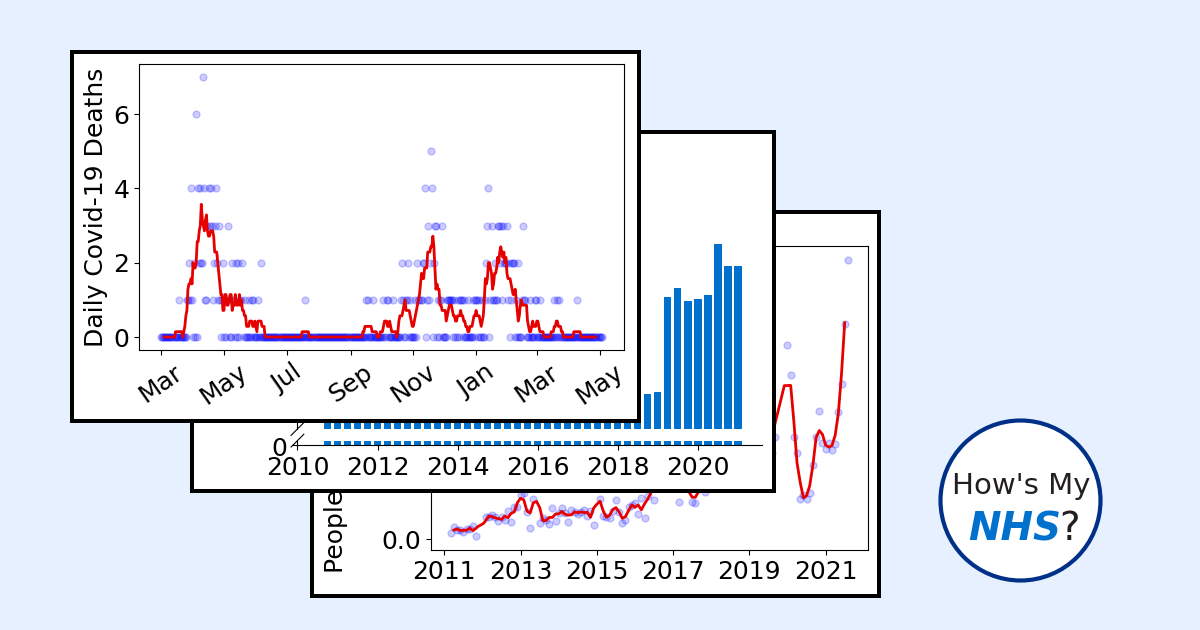 Daily Covid-19 Deaths
6
4
2
0
Mar May Jul Sep Nov Jan Mar May
0
2010 2012 2014 2016 2018 2020
People
0.0
2011 2013 2015 2017 2019 2021
How's My
NHS?